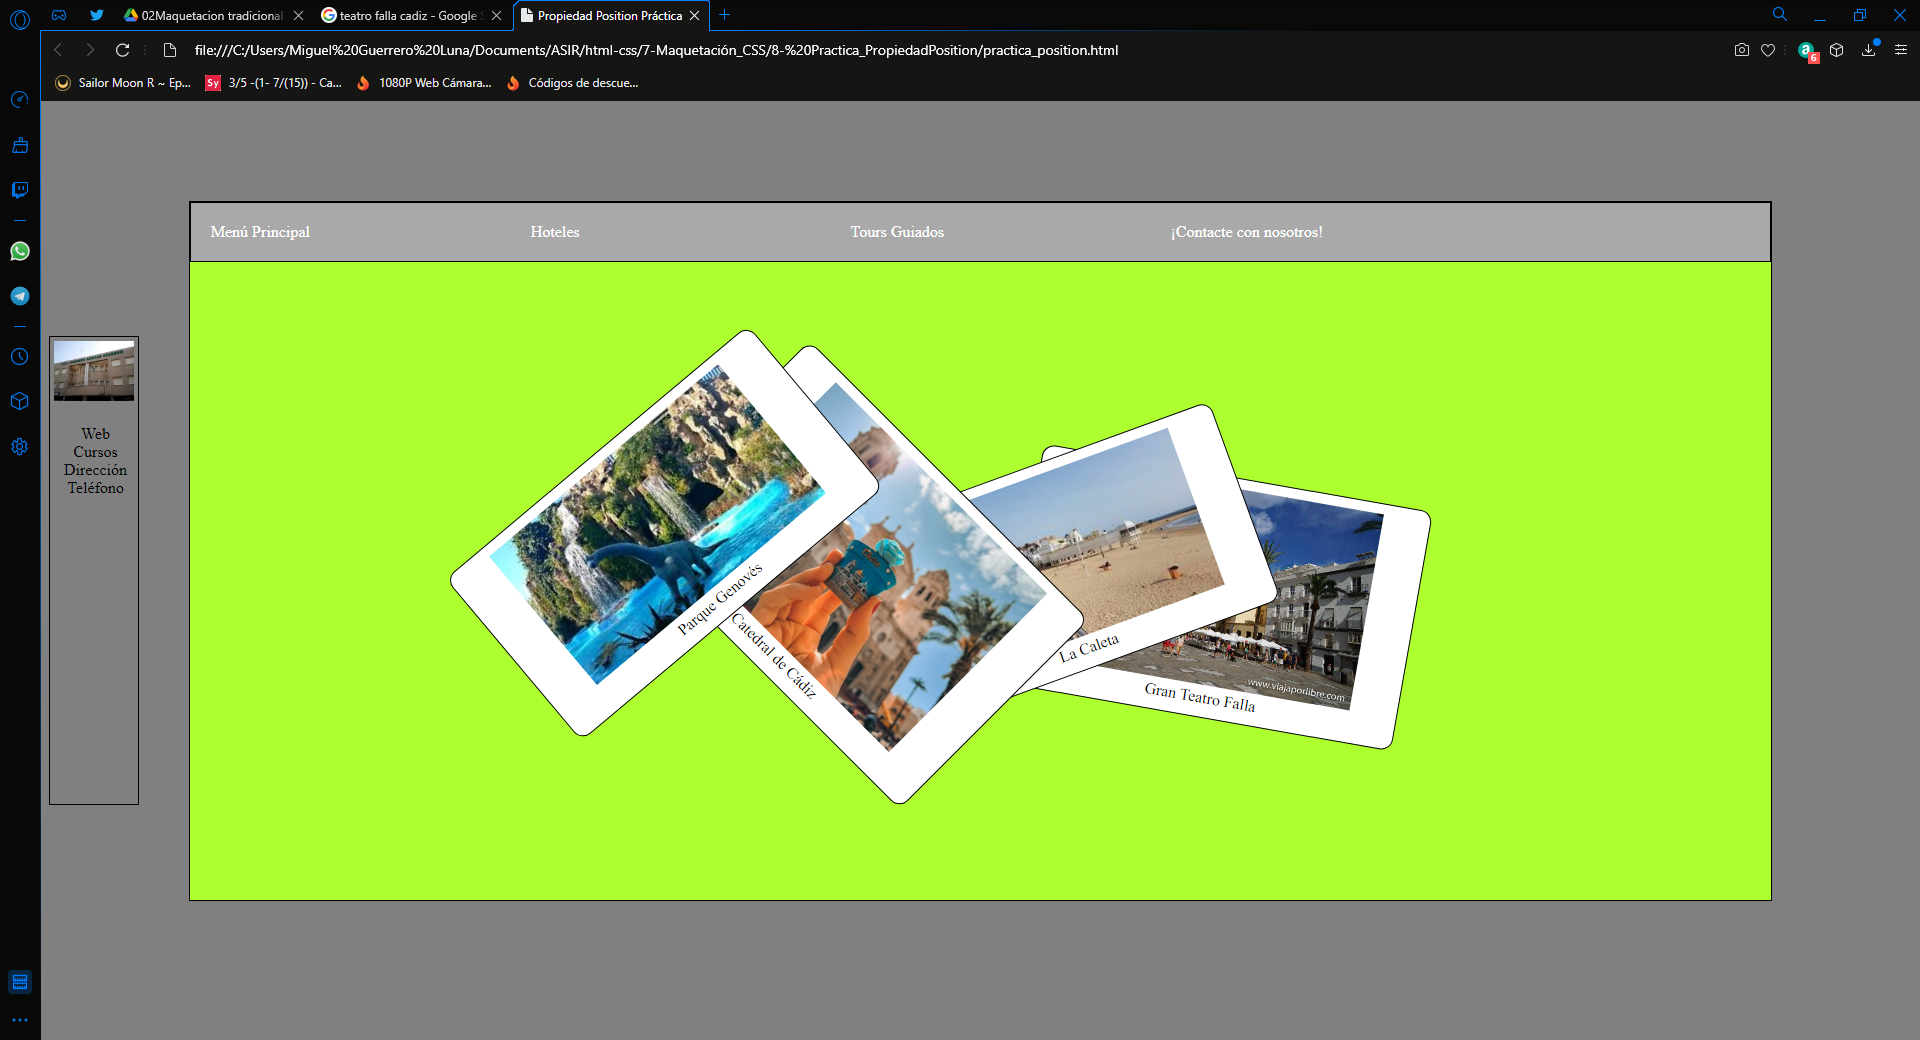 02Maquetacion tradicional
teatro falla cadiz - Google
Propiedad Position Práctica
file:///C:/Users/Miguel%20Guerrero%20Luna/Documents/ASIR/html-css/7-Maquetación_CSS/8-%20Practica_PropiedadPosition/practica_position.html
6
Sailor Moon R ~ Ep...
Sy
3/5 -(1- 7/(15)) - Ca...
1080P Web Cámara...
Códigos de descue...
Menú Principal
Hoteles
Tours Guiados
¡Contacte con nosotros!
Web
Cursos
Dirección
Teléfono
Parque Genovés
Catedral de Cádiz
La Caleta
www.viajaporlibre.com
Gran Teatro Falla